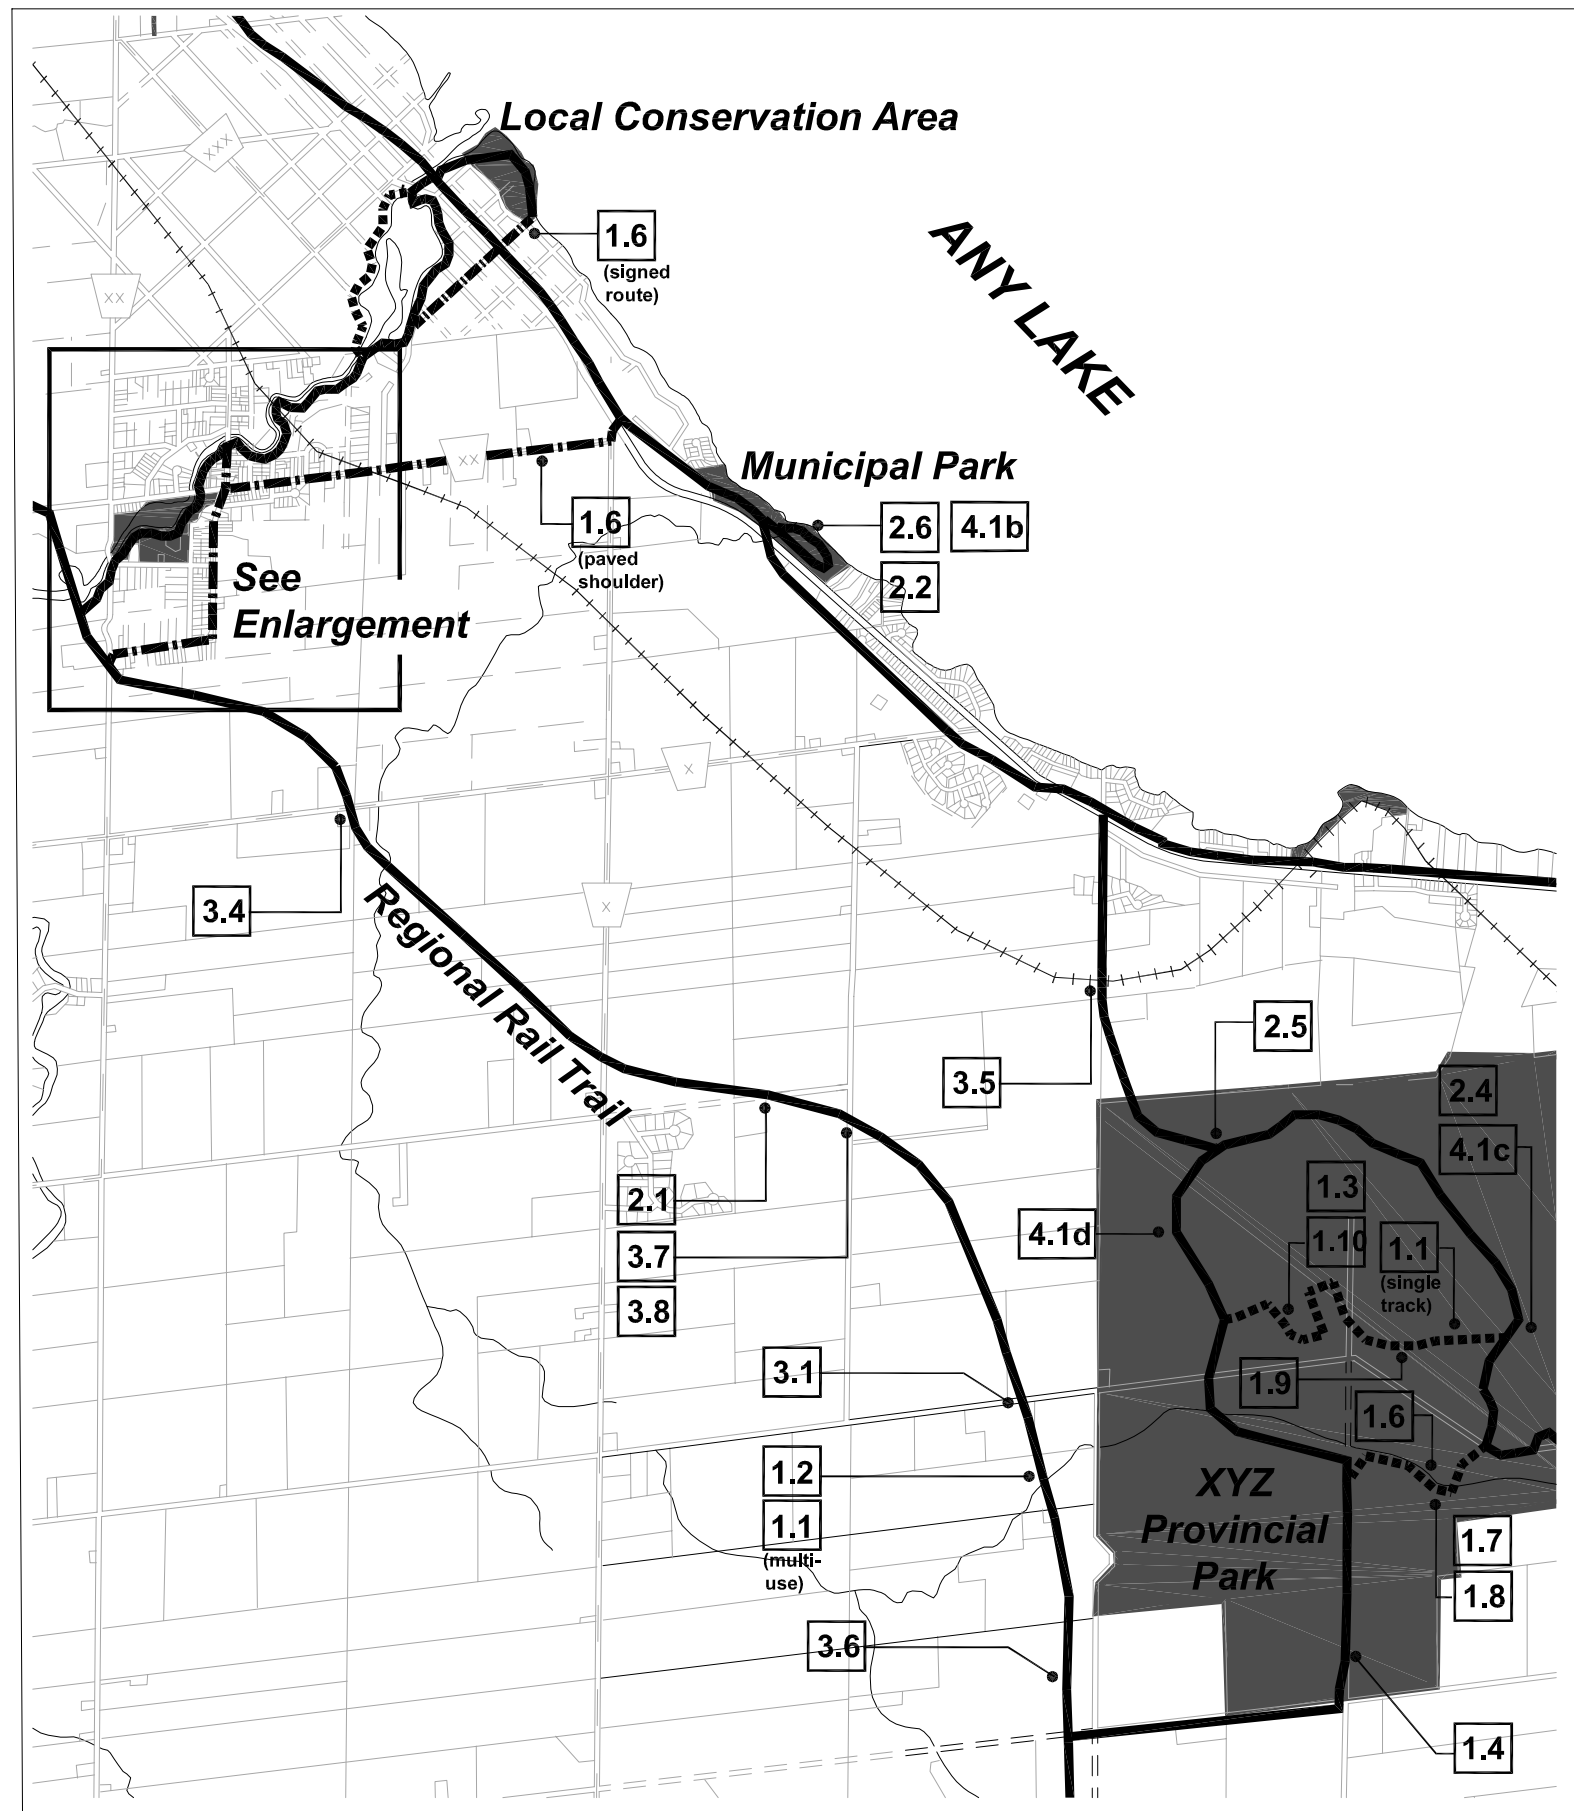 Local Conservation Area
XXX
1.6
(signed
route)
ANY LAKE
XX
XX
Municipal Park
2.6
4.1b
1.6
(paved
shoulder)
2.2
See
Enlargement
X
3.4
X
Regional Rail Trail
2.5
3.5
2.4
4.1c
1.3
2.1
4.1d
1.10
1.1
(single
track)
3.7
3.8
3.1
1.9
1.6
1.2
XYZ
Provincial
Park
1.1
(multi-
use)
1.7
1.8
3.6
1.4